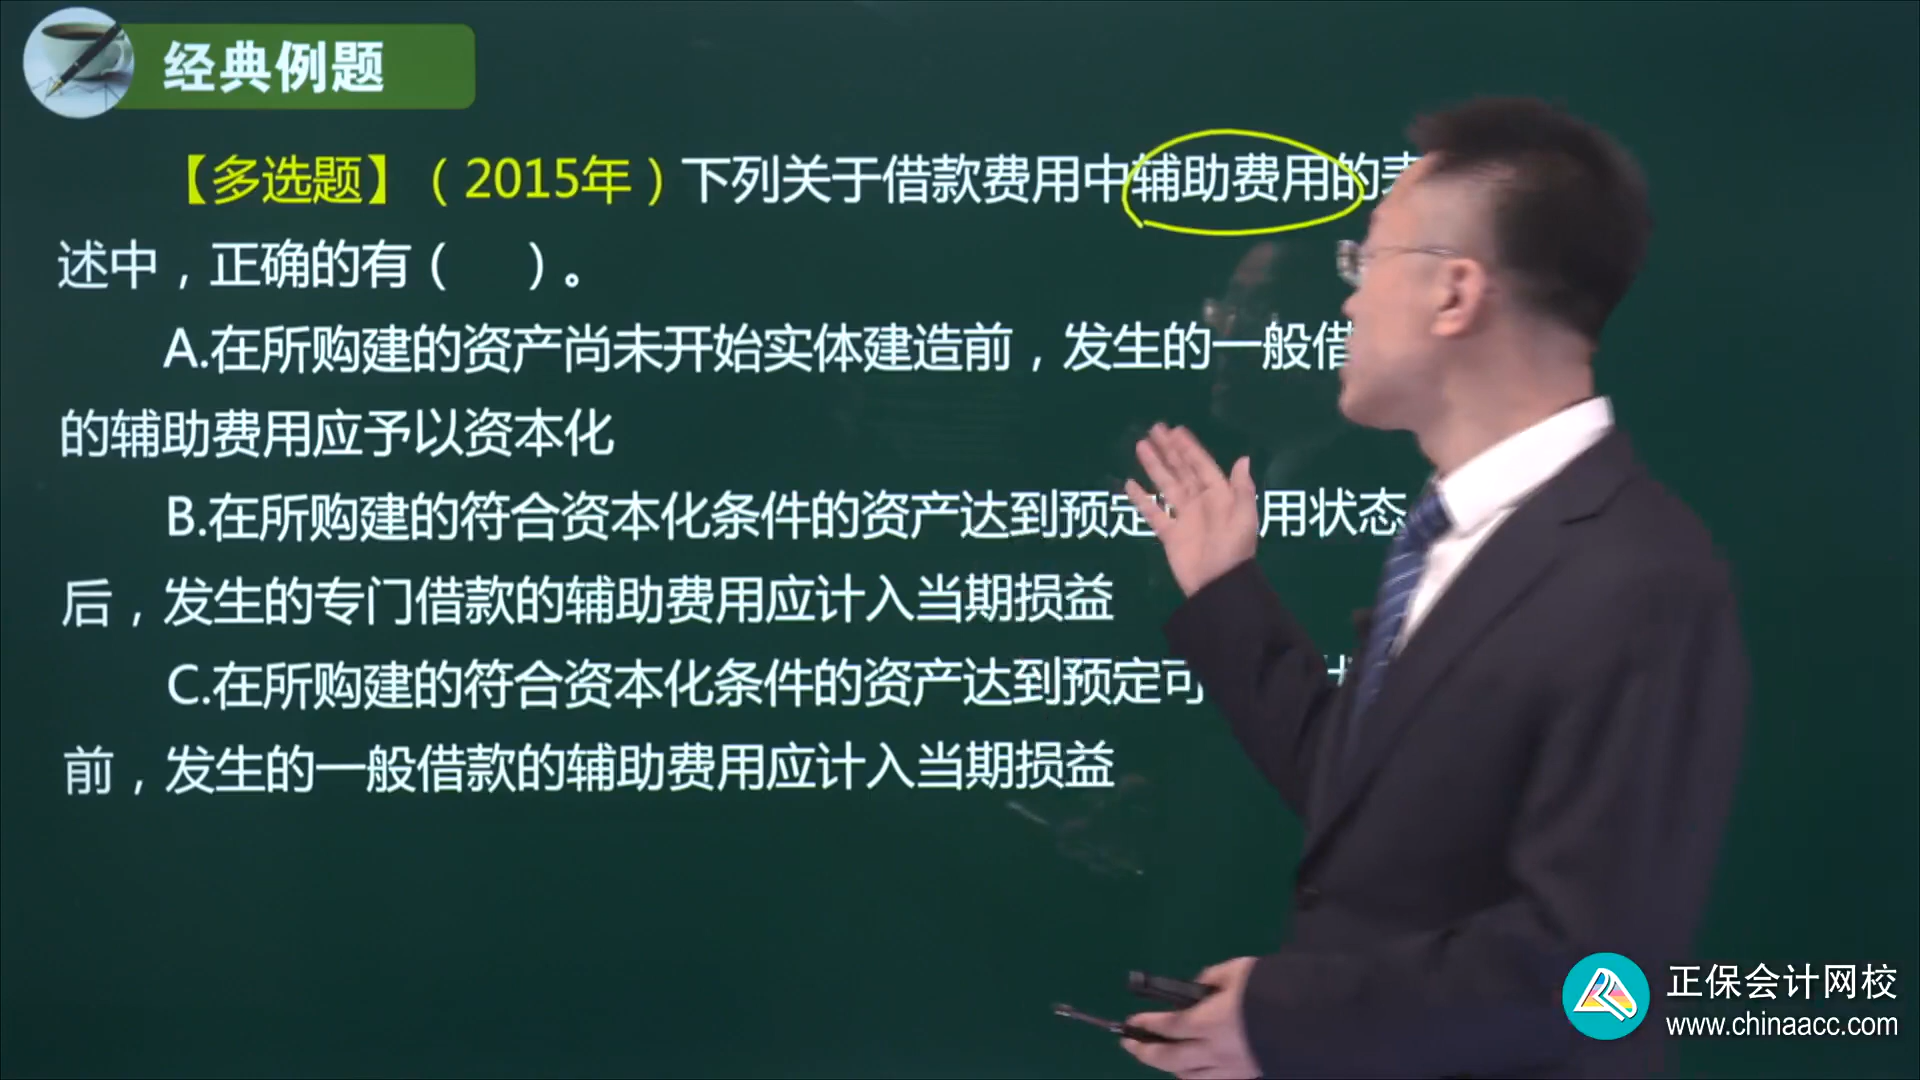 经典例题
【多选题】（2015年）下列关于借款费用中辅助费用的表
述中，正确的有（ ）。
A.在所购建的资产尚未开始实体建造前，发生的一般借
的辅助费用应予以资本化
B.在所购建的符合资本化条件的资产达到预定 用状态
后，发生的专门借款的辅助费用应计入当期损益
C.在所购建的符合资本化条件的资产达到预定可 状
前，发生的一般借款的辅助费用应计入当期损益
正保会计网校
www.chinaacc.com